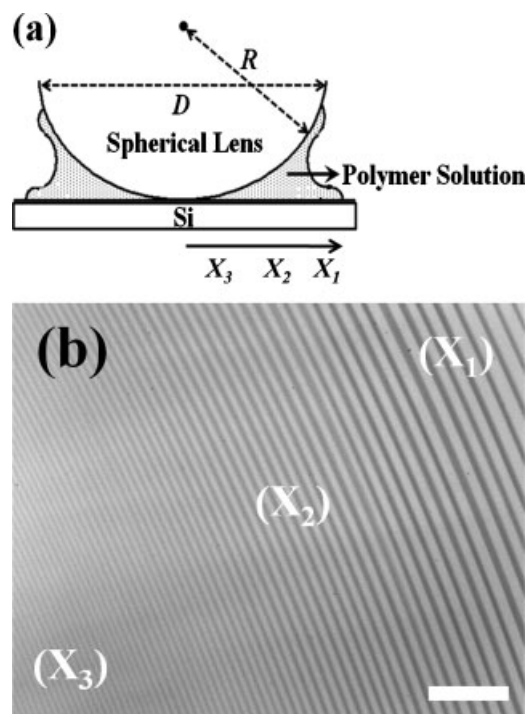 (a)
R
D
Spherical Lens
Polymer Solution
Si
X3 X2 X1
(b)
(X1)
(X2)
(X3)